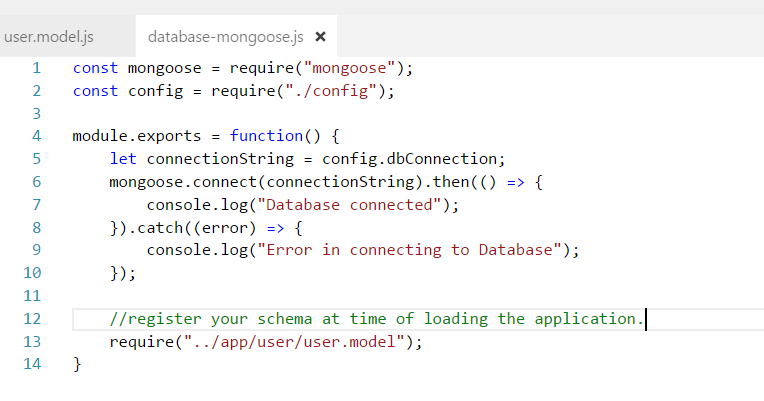 user.model.js database-mongoose.js ×
1 const mongoose = require("mongoose");
2 const config = require("./config");
3
4 module.exports = function() {
5     let connectionString = config.dbConnection;
6     mongoose.connect(connectionString).then(() => {
7         console.log("Database connected");
8     }).catch((error) => {
9         console.log("Error in connecting to Database");
10     });
11
12     //register your schema at time of loading the application.
13     require("../app/user/user.model");
14 }